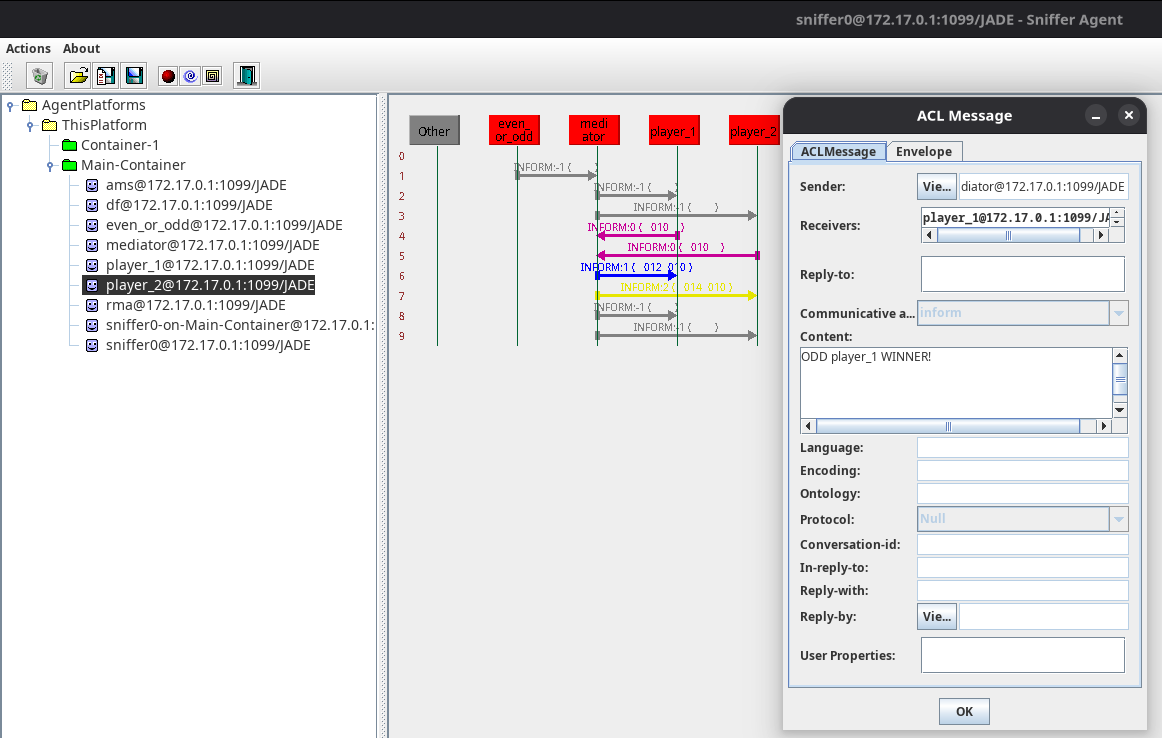 sniffer0@172.17.0.1:1099/JADE - Sniffer Agent
Actions About
AgentPlatforms
ThisPlatform
Container-1
Main-Container
ams@172.17.0.1:1099/JADE
df@172.17.0.1:1099/JADE
even_or_odd@172.17.0.1:1099/JADE
mediator@172.17.0.1:1099/JADE
player_1@172.17.0.1:1099/JADE
player_2@172.17.0.1:1099/JADE
rma@172.17.0.1:1099/JADE
sniffer0-on-Main-Container@172.17.0.1:
sniffer0@172.17.0.1:1099/JADE
Other
even_
or_odd
medi
ator
player_1
player_2
0
1
INFORM:-1 ( )
2
INFORM:-1 ( )
3
INFORM:-1 ( )
4
INFORM:0 ( 010 )
5
INFORM:0 ( 010 )
6
INFORM:1 ( 012 010 )
7
INFORM:2 ( 014 010 )
8
INFORM:-1 ( )
9
INFORM:-1 ( )
ACL Message
ACLMessage Envelope
Sender: Vie... diator@172.17.0.1:1099/JADE
Receivers: player_1@172.17.0.1:1099/JA
Reply-to:
Communicative a... inform
Content:
ODD player_1 WINNER!
Language:
Encoding:
Ontology:
Protocol: Null
Conversation-id:
In-reply-to:
Reply-with:
Reply-by: Vie...
User Properties:
OK